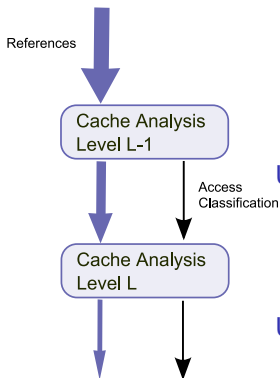 References
Cache Analysis
Level L-1
Access
Classification
Cache Analysis
Level L